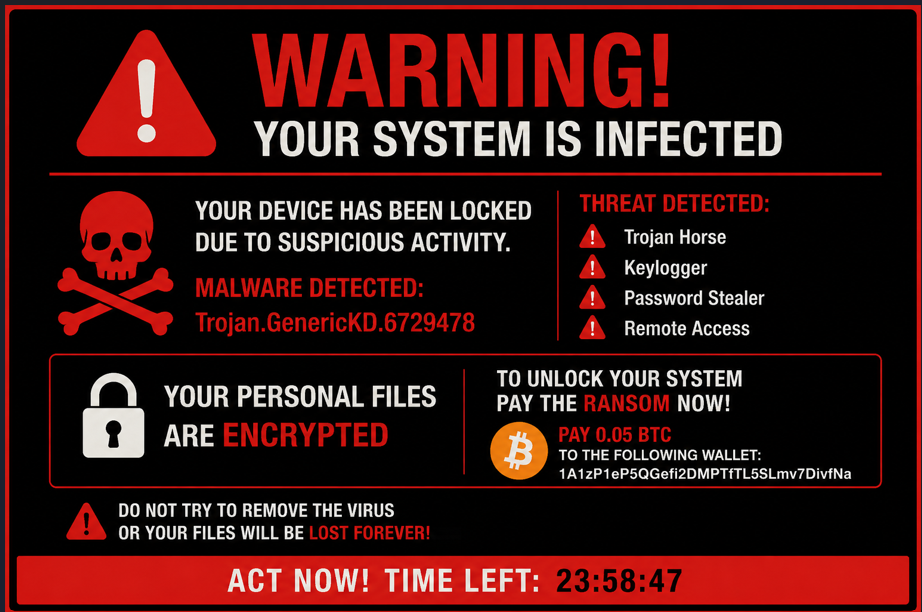 WARNING!
YOUR SYSTEM IS INFECTED
YOUR DEVICE HAS BEEN LOCKED
DUE TO SUSPICIOUS ACTIVITY.
MALWARE DETECTED:
Trojan.GenericKD.6729478
THREAT DETECTED:
Trojan Horse
Keylogger
Password Stealer
Remote Access
YOUR PERSONAL FILES
ARE ENCRYPTED
TO UNLOCK YOUR SYSTEM
PAY THE RANSOM NOW!
PAY 0.05 BTC
TO THE FOLLOWING WALLET:
1A1zP1eP5QGefi2DMPTfTL5SLmv7DivfNa
DO NOT TRY TO REMOVE THE VIRUS
OR YOUR FILES WILL BE LOST FOREVER!
ACT NOW! TIME LEFT: 23:58:47